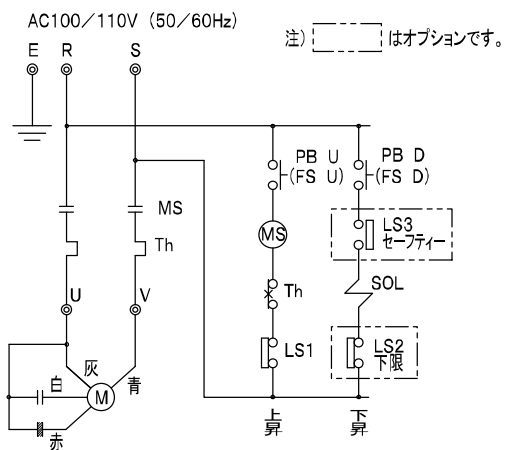 AC100/110V (50/60Hz)
注) はオプションです。
E R S
PB U
(FS U)
PB D
(FS D)
MS
Th
MS
LS3
セーフティー
Th
SOL
U V
LS1
LS2
下限
灰
白
青
M
赤
上昇
下昇